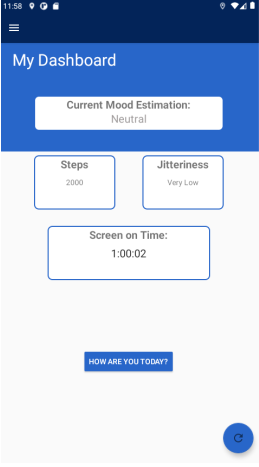 11:58
My Dashboard
Current Mood Estimation:
Neutral
Steps
2000
Jitteriness
Very Low
Screen on Time:
1:00:02
HOW ARE YOU TODAY?